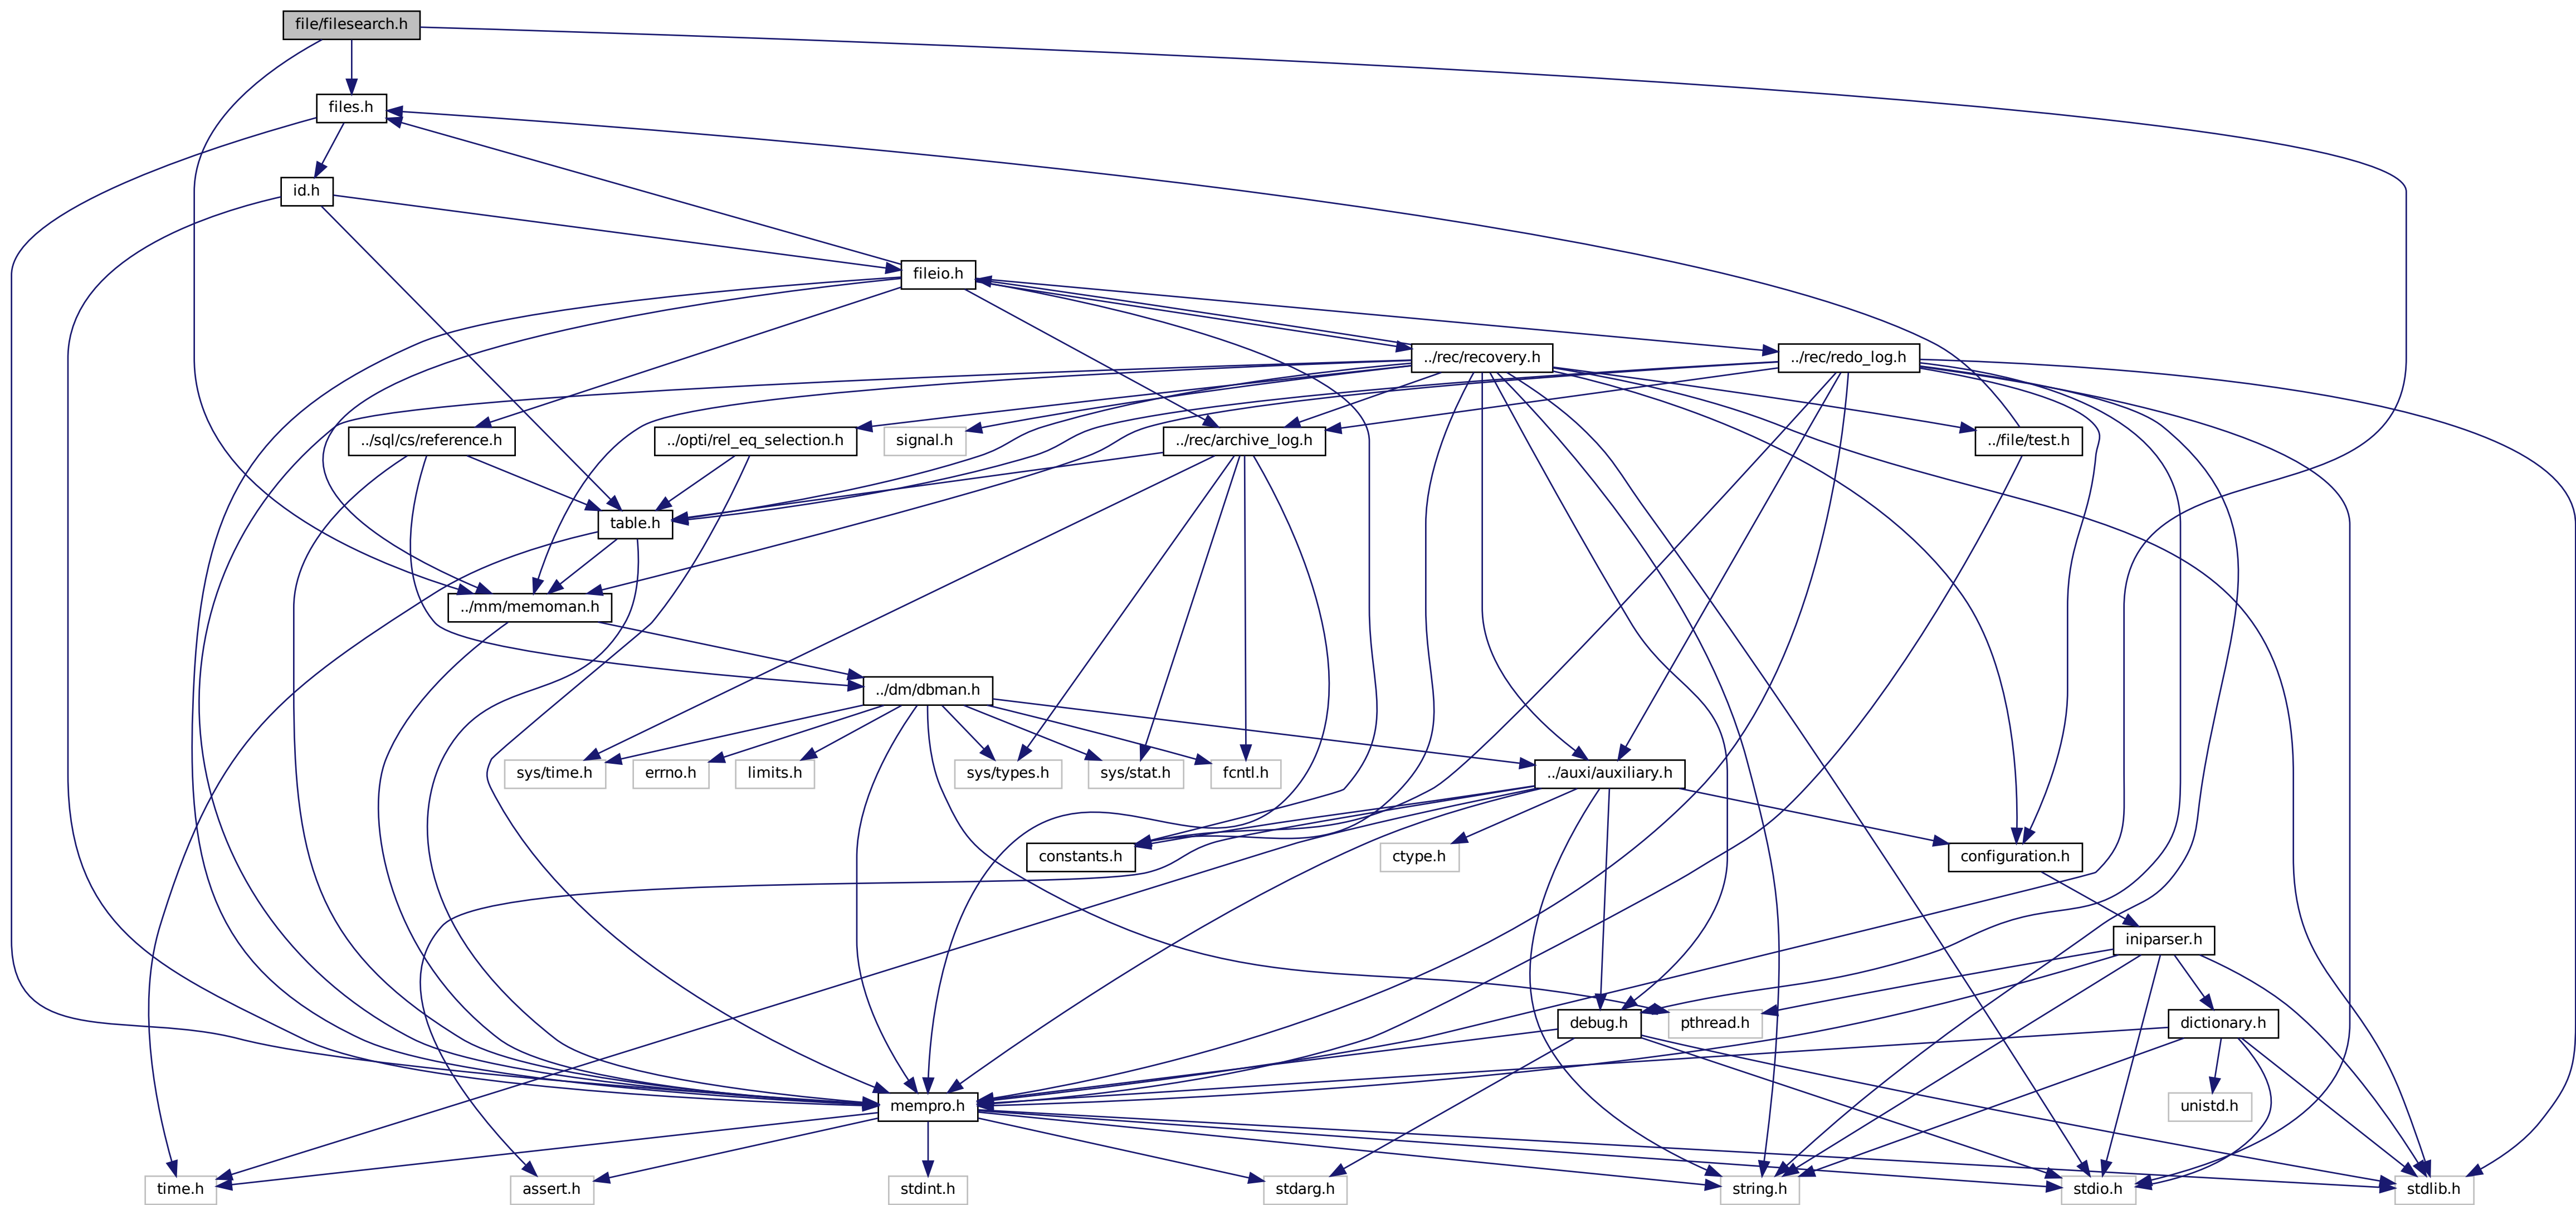 file/filesearch.h
files.h
id.h
fileio.h
../rec/recovery.h
../rec/redo_log.h
../sql/cs/reference.h
../opti/rel_eq_selection.h
signal.h
../rec/archive_log.h
../file/test.h
table.h
../mm/memoman.h
../dm/dbman.h
sys/time.h
errno.h
limits.h
sys/types.h
sys/stat.h
fcntl.h
../auxi/auxiliary.h
constants.h
ctype.h
configuration.h
iniparser.h
debug.h
pthread.h
dictionary.h
mempro.h
unistd.h
time.h
assert.h
stdint.h
stdarg.h
string.h
stdio.h
stdlib.h